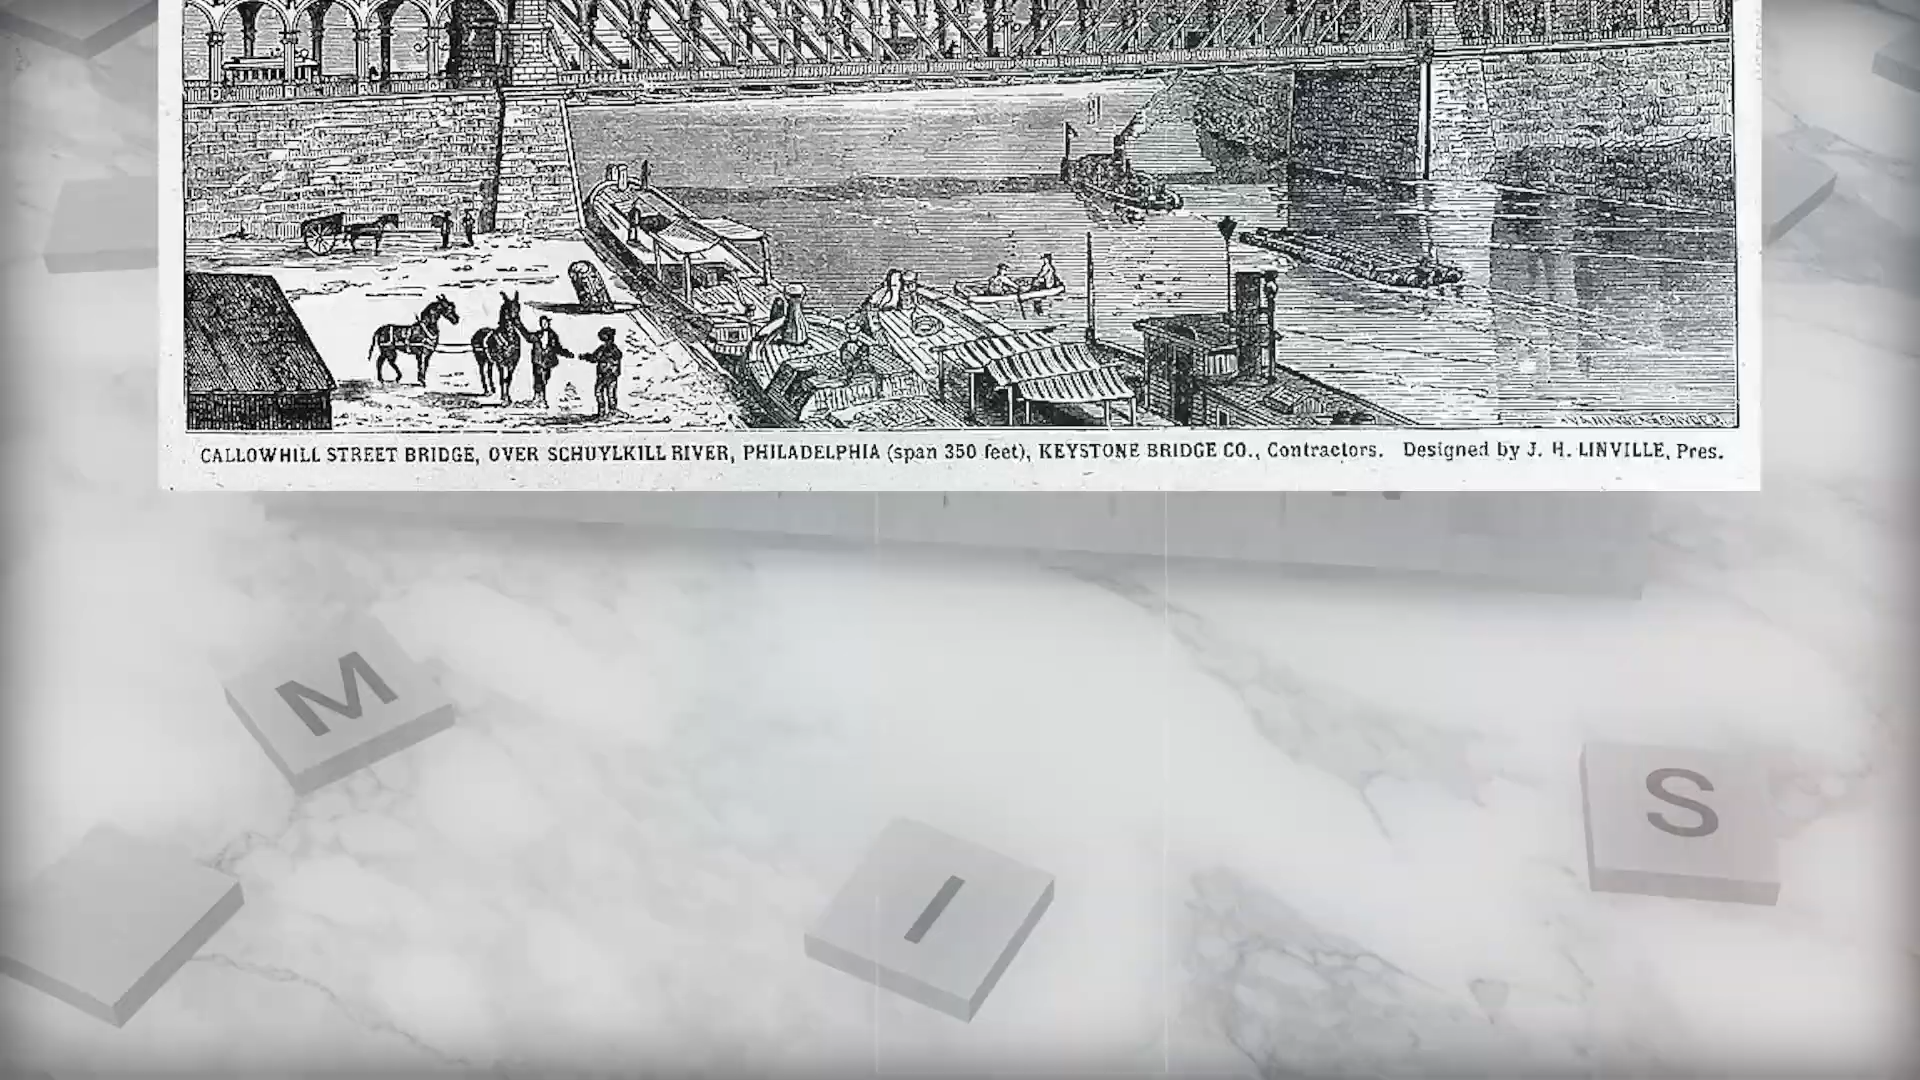 CALLOWHILL STREET BRIDGE, OVER SCHUYLKILL RIVER, PHILADELPHIA (span 350 feet), KEYSTONE BRIDGE CO., Contractors. Designed by J. H. LINVILLE, Pres.
M
S
I